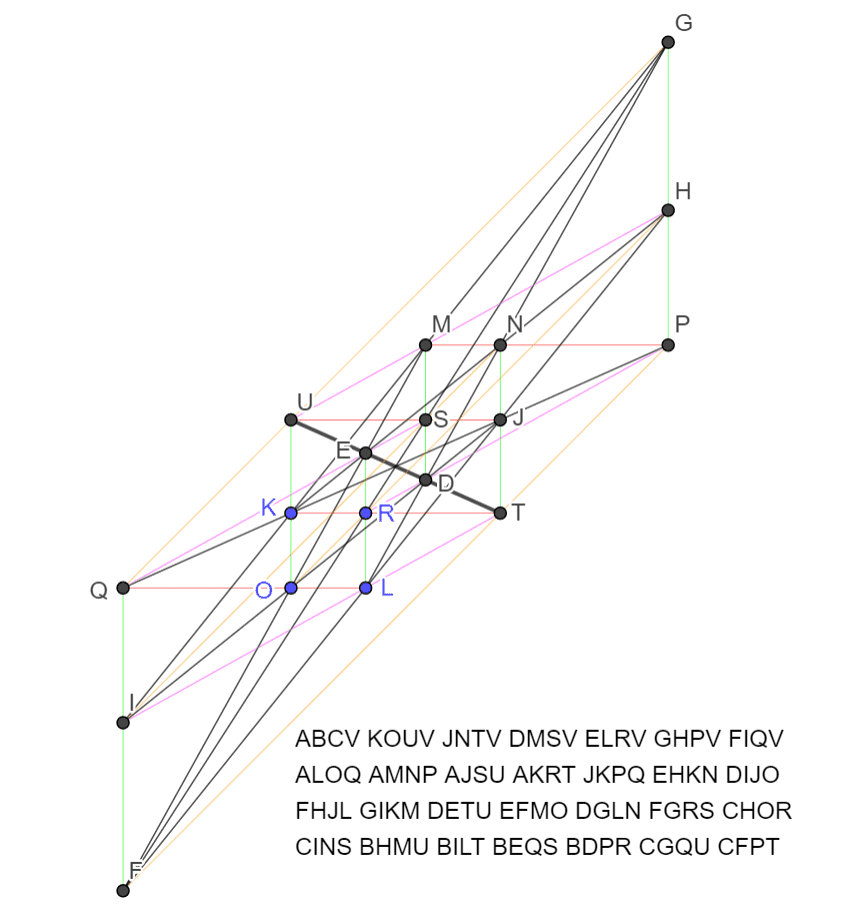 G
H
M
N
P
U
S
J
E
D
K
R
T
Q
O
L
I
ABCV KOUV JNTV DMSV ELRV GHPV FIQV
ALOQ AMNP AJSU AKRT JKPQ EHKN DIJO
FHJL GIKM DETU EFMO DGLN FGRS CHOR
CINS BHMU BILT BEQS BDPR CGQU CFPT
F